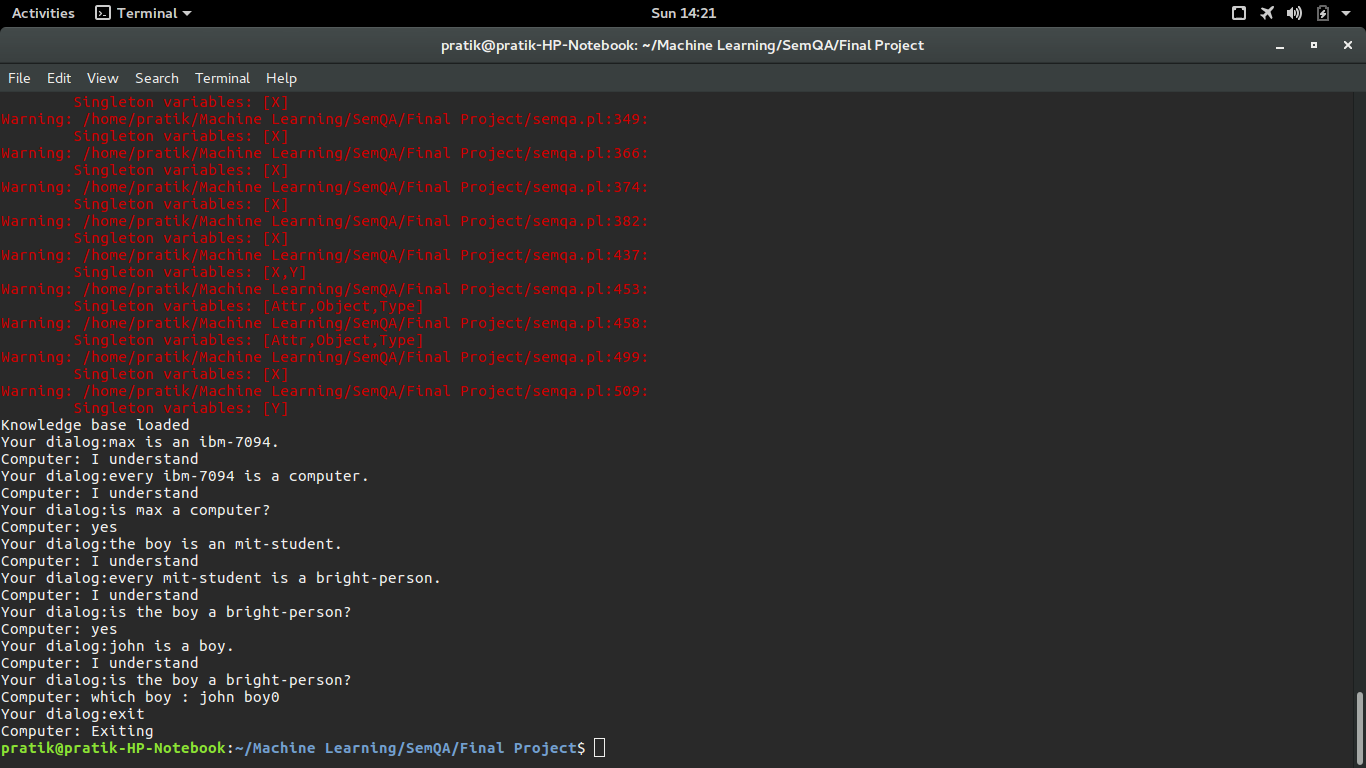 Activities Terminal Sun 14:21
pratik@pratik-HP-Notebook: ~/Machine Learning/SemQA/Final Project
File Edit View Search Terminal Help
Singleton variables: [X]
Warning: /home/pratik/Machine Learning/SemQA/Final Project/semqa.pl:349:
Singleton variables: [X]
Warning: /home/pratik/Machine Learning/SemQA/Final Project/semqa.pl:366:
Singleton variables: [X]
Warning: /home/pratik/Machine Learning/SemQA/Final Project/semqa.pl:374:
Singleton variables: [X]
Warning: /home/pratik/Machine Learning/SemQA/Final Project/semqa.pl:382:
Singleton variables: [X]
Warning: /home/pratik/Machine Learning/SemQA/Final Project/semqa.pl:437:
Singleton variables: [X,Y]
Warning: /home/pratik/Machine Learning/SemQA/Final Project/semqa.pl:453:
Singleton variables: [Attr,Object,Type]
Warning: /home/pratik/Machine Learning/SemQA/Final Project/semqa.pl:458:
Singleton variables: [Attr,Object,Type]
Warning: /home/pratik/Machine Learning/SemQA/Final Project/semqa.pl:499:
Singleton variables: [X]
Warning: /home/pratik/Machine Learning/SemQA/Final Project/semqa.pl:509:
Singleton variables: [Y]
Knowledge base loaded
Your dialog:max is an ibm-7094.
Computer: I understand
Your dialog:every ibm-7094 is a computer.
Computer: I understand
Your dialog:is max a computer?
Computer: yes
Your dialog:the boy is an mit-student.
Computer: I understand
Your dialog:every mit-student is a bright-person.
Computer: I understand
Your dialog:is the boy a bright-person?
Computer: yes
Your dialog:john is a boy.
Computer: I understand
Your dialog:is the boy a bright-person?
Computer: which boy : john boy0
Your dialog:exit
Computer: Exiting
pratik@pratik-HP-Notebook:~/Machine Learning/SemQA/Final Project$